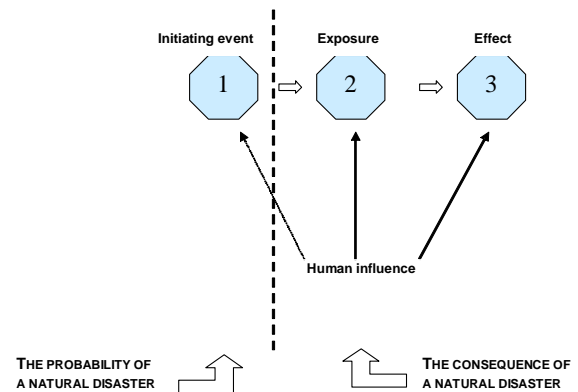 Initiating event
Exposure
Effect
1
2
3
Human influence
THE PROBABILITY OF
A NATURAL DISASTER
THE CONSEQUENCE OF
A NATURAL DISASTER